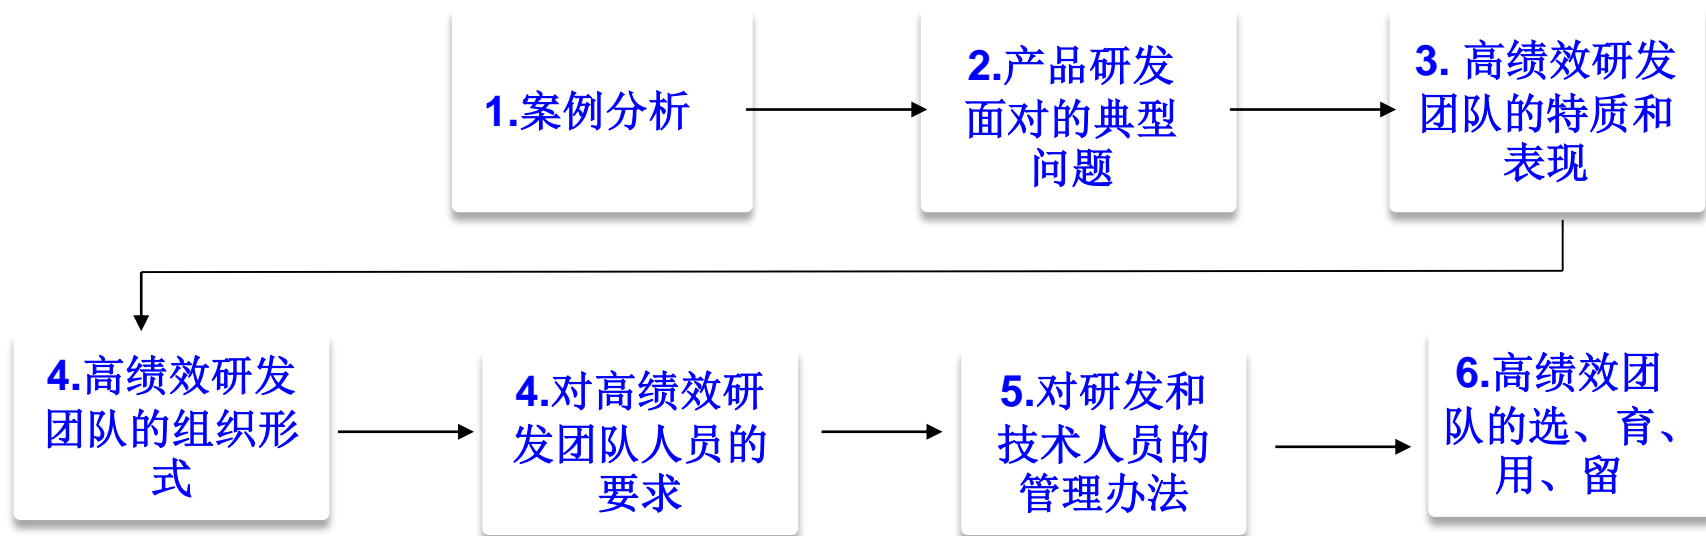 1.案例分析
2.产品研发
面对的典型
问题
3. 高绩效研发
团队的特质和
表现
4.高绩效研发
团队的组织形
式
4.对高绩效研
发团队人员的
要求
5.对研发和
技术人员的
管理办法
6.高绩效团
队的选、育、
用、留